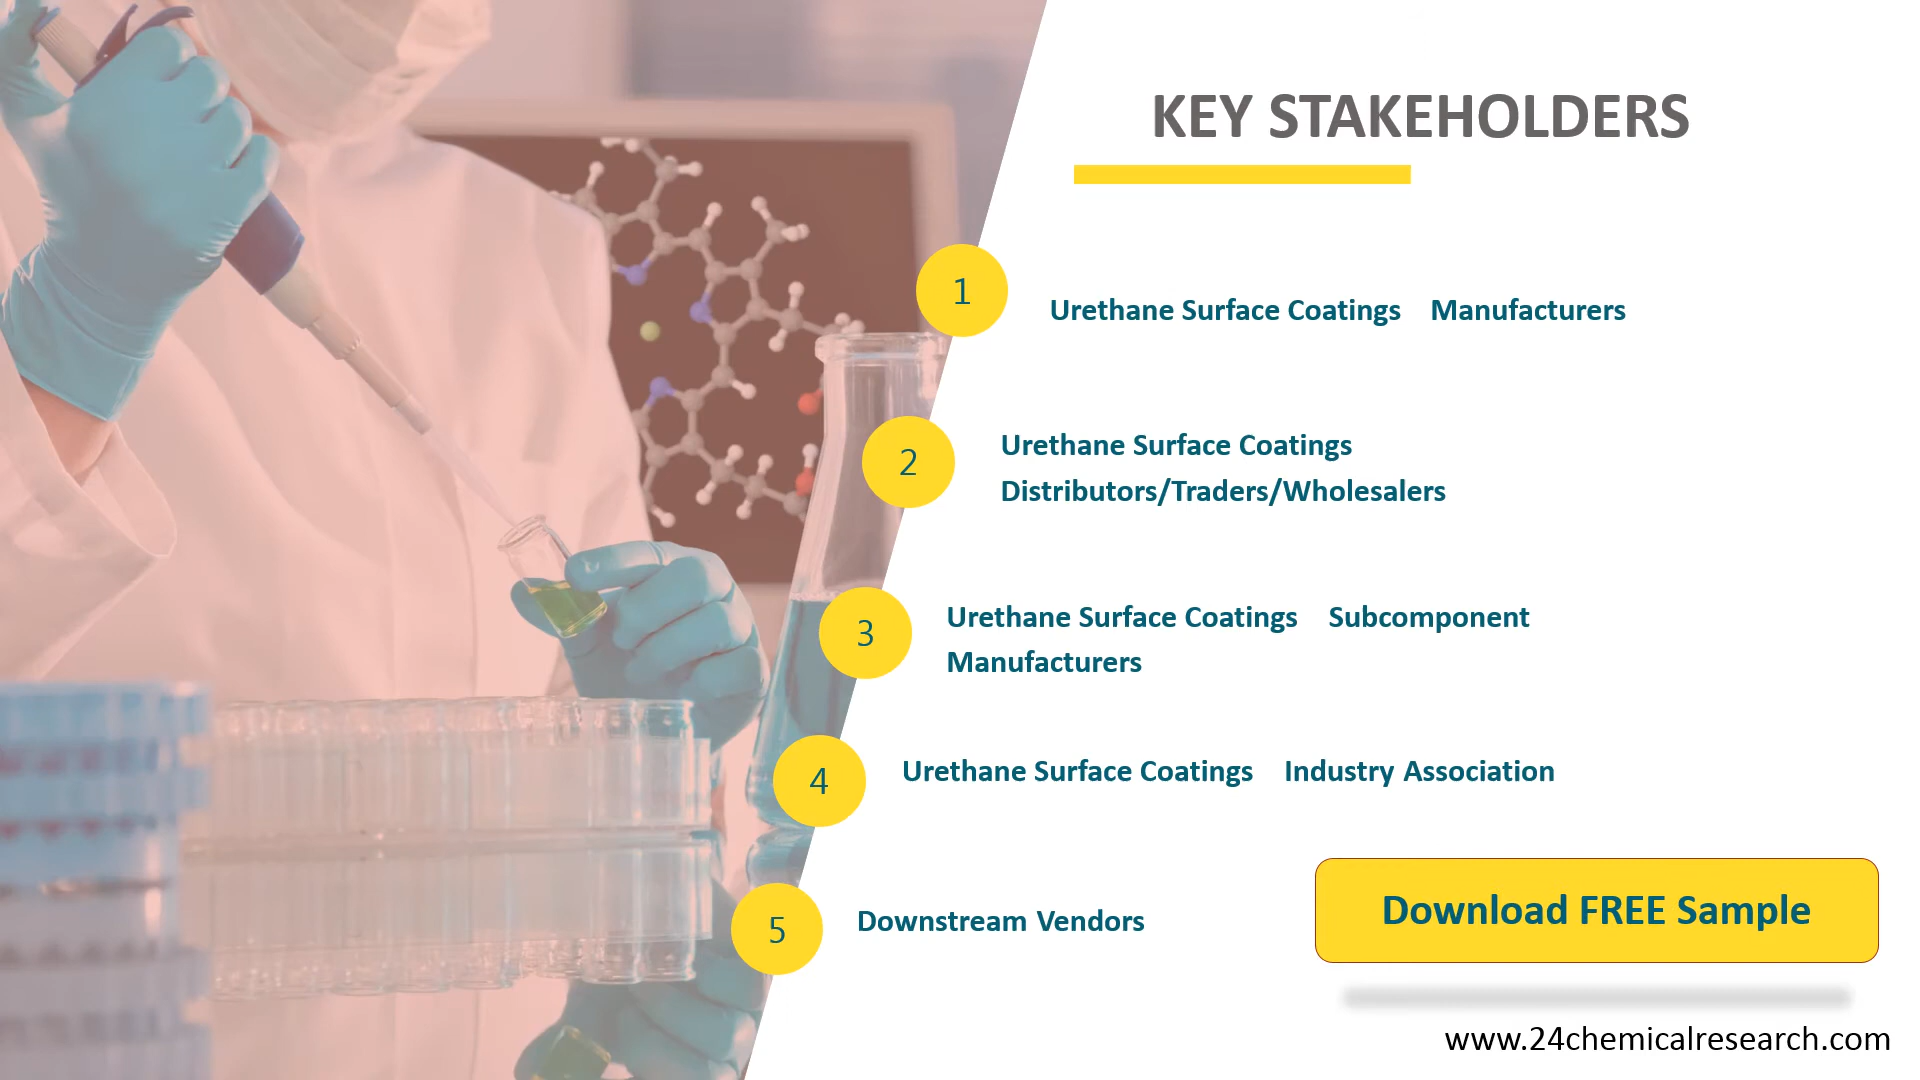 KEY STAKEHOLDERS
1
Urethane Surface Coatings Manufacturers
2
Urethane Surface Coatings
Distributors/Traders/Wholesalers
3
Urethane Surface Coatings Subcomponent
Manufacturers
4
Urethane Surface Coatings Industry Association
5
Downstream Vendors
Download FREE Sample
www.24chemicalresearch.com